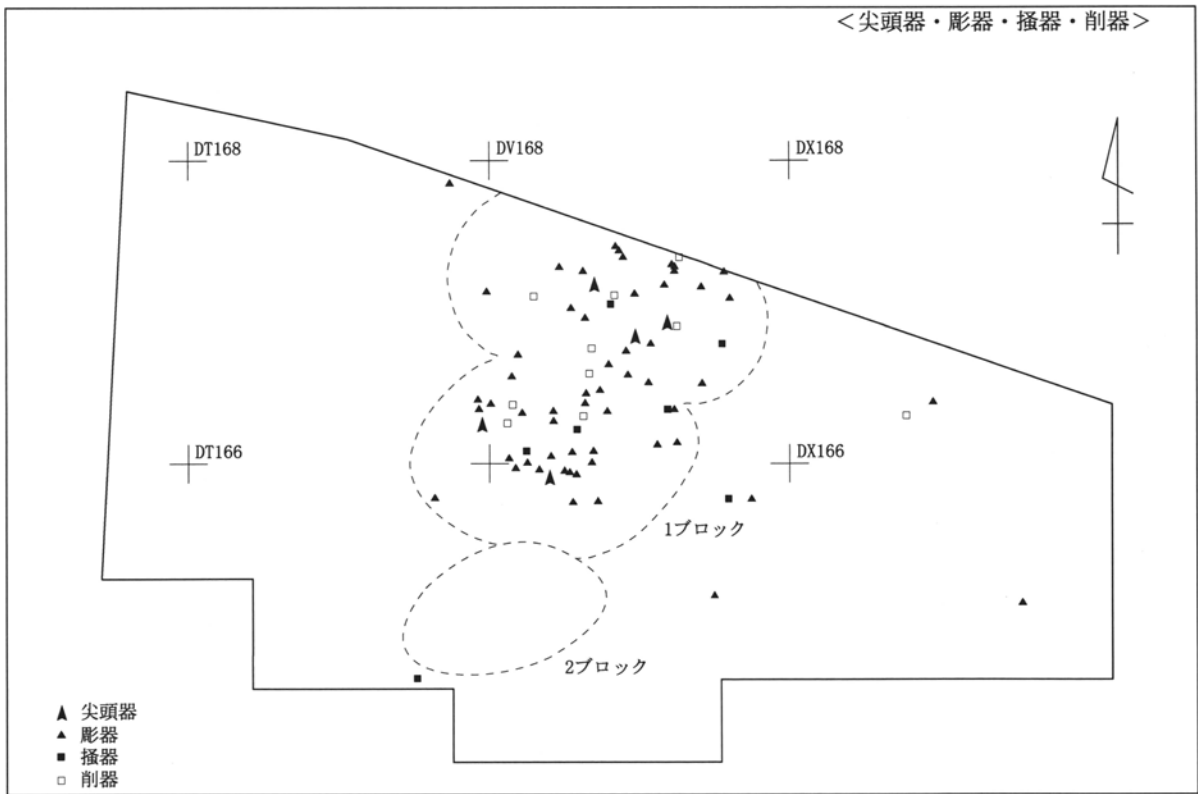 ＜尖頭器・彫器・掻器・削器＞
DT168
DV168
DX168
DT166
DX166
1ブロック
2ブロック
尖頭器
彫器
掻器
削器